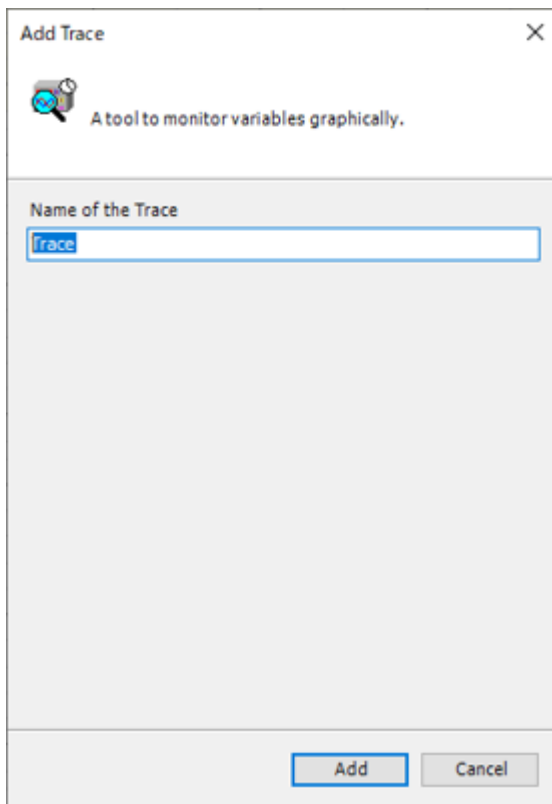 Add Trace
A tool to monitor variables graphically.
Name of the Trace
Trace
Add Cancel